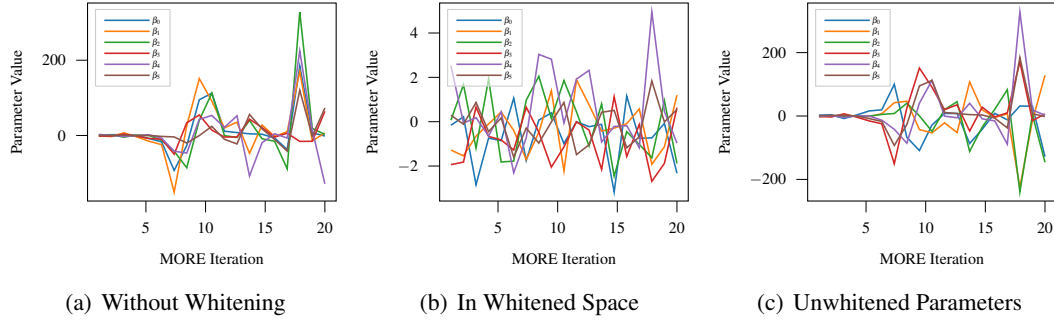 Parameter Value
200
0
5
10
15
20
MORE Iteration
β₀
β₁
β₂
β₃
β₄
β₅
(a) Without Whitening
Parameter Value
4
2
0
−2
5
10
15
20
MORE Iteration
β₀
β₁
β₂
β₃
β₄
β₅
(b) In Whitened Space
Parameter Value
200
0
−200
5
10
15
20
MORE Iteration
β₀
β₁
β₂
β₃
β₄
β₅
(c) Unwhitened Parameters